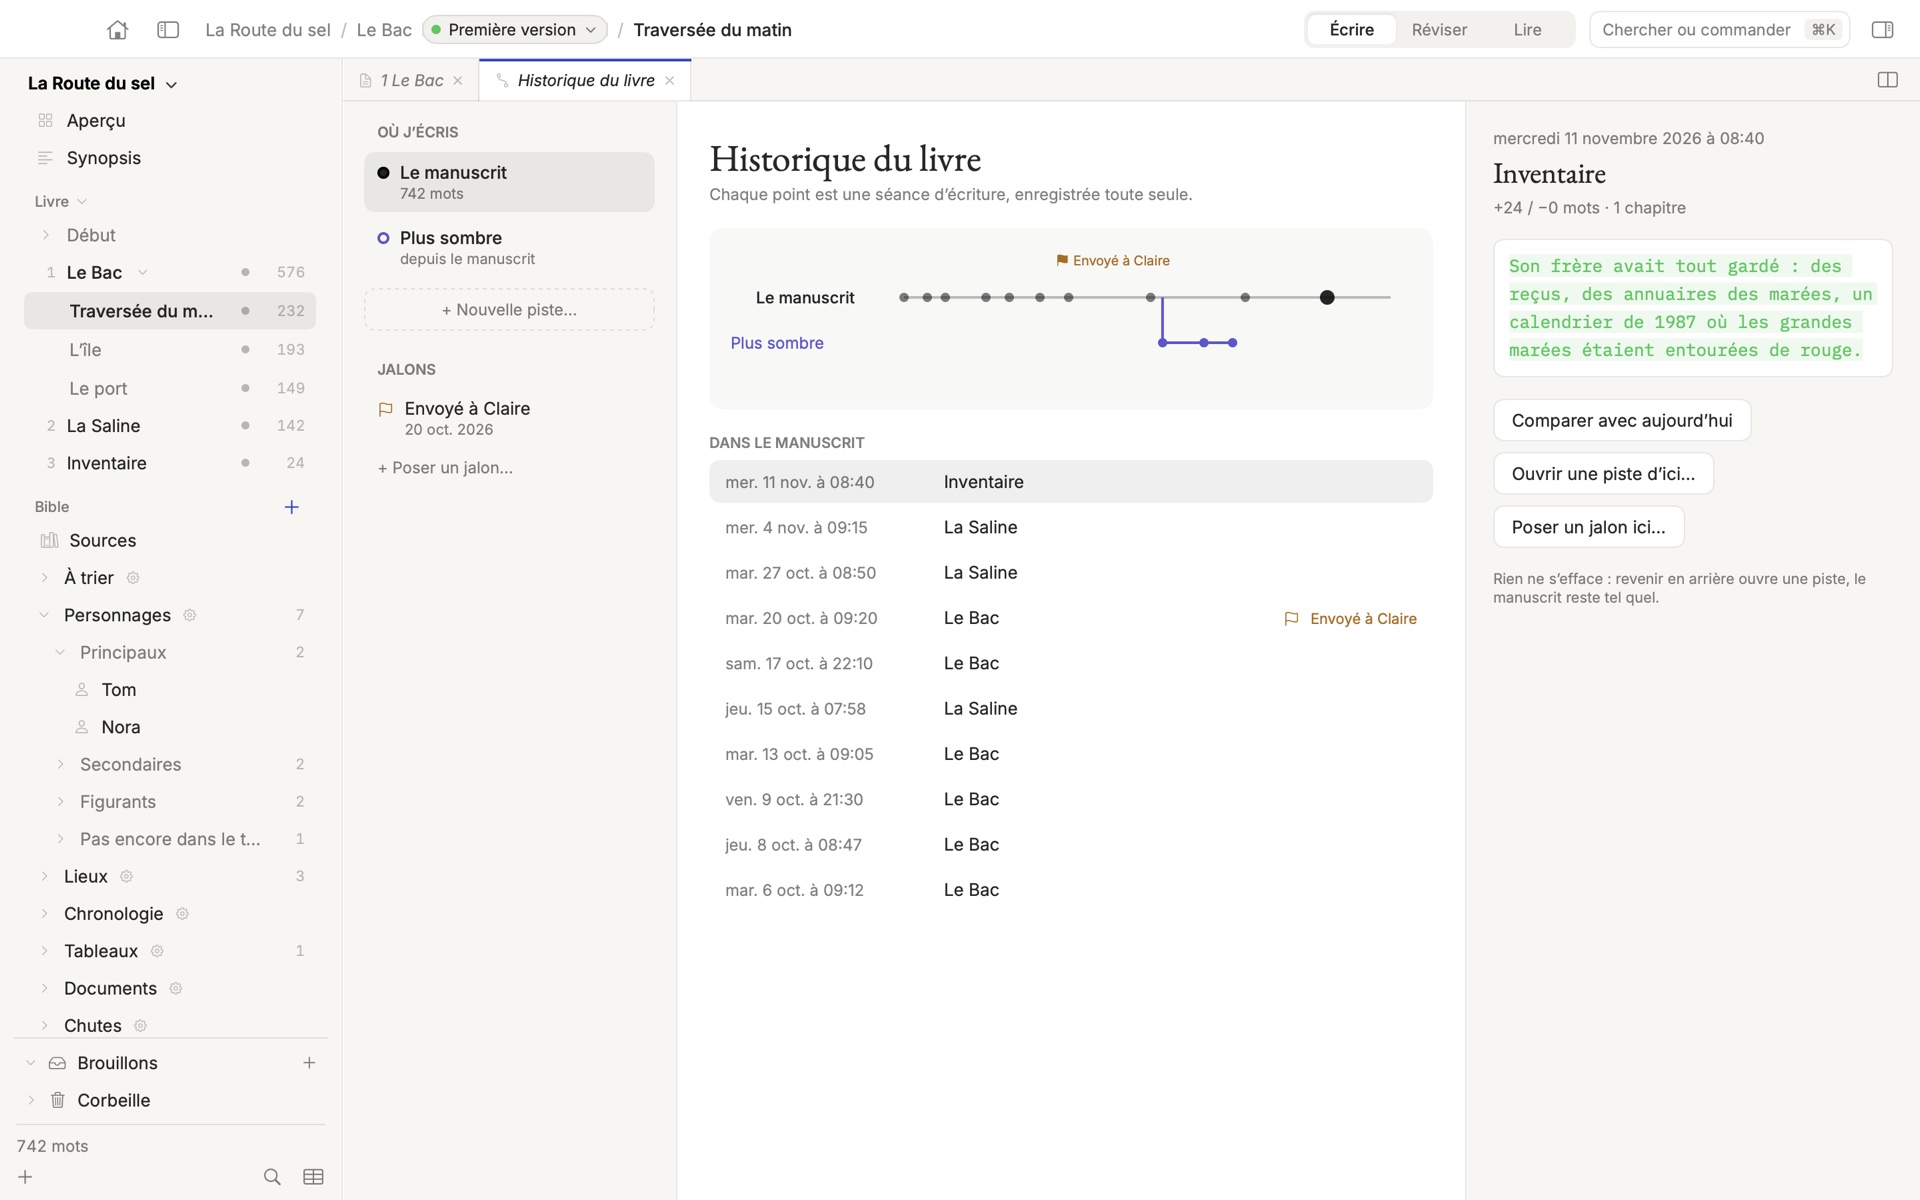 La Route du sel / Le Bac Première version / Traversée du matin
Écrire Réviser Lire
Chercher ou commander ⌘K
La Route du sel
Aperçu
Synopsis
Livre
Début
1 Le Bac 576
Traversée du m... 232
L’île 193
Le port 149
2 La Saline 142
3 Inventaire 24
Bible
Sources
À trier
Personnages 7
Principaux 2
Tom
Nora
Secondaires 2
Figurants 2
Pas encore dans le t... 1
Lieux 3
Chronologie
Tableaux 1
Documents
Chutes
Brouillons
Corbeille
742 mots
1 Le Bac
Historique du livre
OÙ J’ÉCRIS
Le manuscrit
742 mots
Plus sombre
depuis le manuscrit
+ Nouvelle piste...
JALONS
Envoyé à Claire
20 oct. 2026
+ Poser un jalon...
Historique du livre
Chaque point est une séance d’écriture, enregistrée toute seule.
Envoyé à Claire
Le manuscrit
Plus sombre
DANS LE MANUSCRIT
mer. 11 nov. à 08:40 Inventaire
mer. 4 nov. à 09:15 La Saline
mar. 27 oct. à 08:50 La Saline
mar. 20 oct. à 09:20 Le Bac Envoyé à Claire
sam. 17 oct. à 22:10 Le Bac
jeu. 15 oct. à 07:58 La Saline
mar. 13 oct. à 09:05 Le Bac
ven. 9 oct. à 21:30 Le Bac
jeu. 8 oct. à 08:47 Le Bac
mar. 6 oct. à 09:12 Le Bac
mercredi 11 novembre 2026 à 08:40
Inventaire
+24 / −0 mots · 1 chapitre
Son frère avait tout gardé : des
reçus, des annuaires des marées, un
calendrier de 1987 où les grandes
marées étaient entourées de rouge.
Comparer avec aujourd’hui
Ouvrir une piste d’ici...
Poser un jalon ici...
Rien ne s’efface : revenir en arrière ouvre une piste, le
manuscrit reste tel quel.